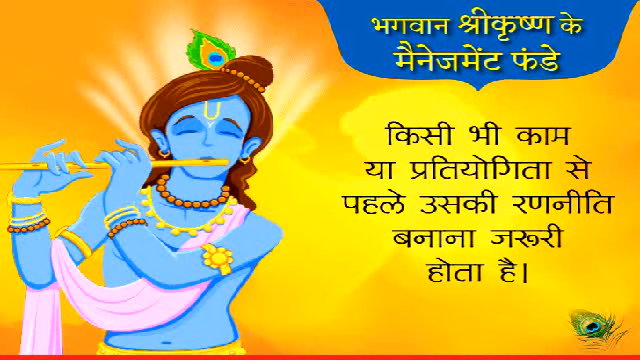 भगवान श्रीकृष्ण के
मैनेजमेंट फंडे
किसी भी काम
या प्रतियोगिता से
पहले उसकी रणनीति
बनाना जरूरी
होता है।